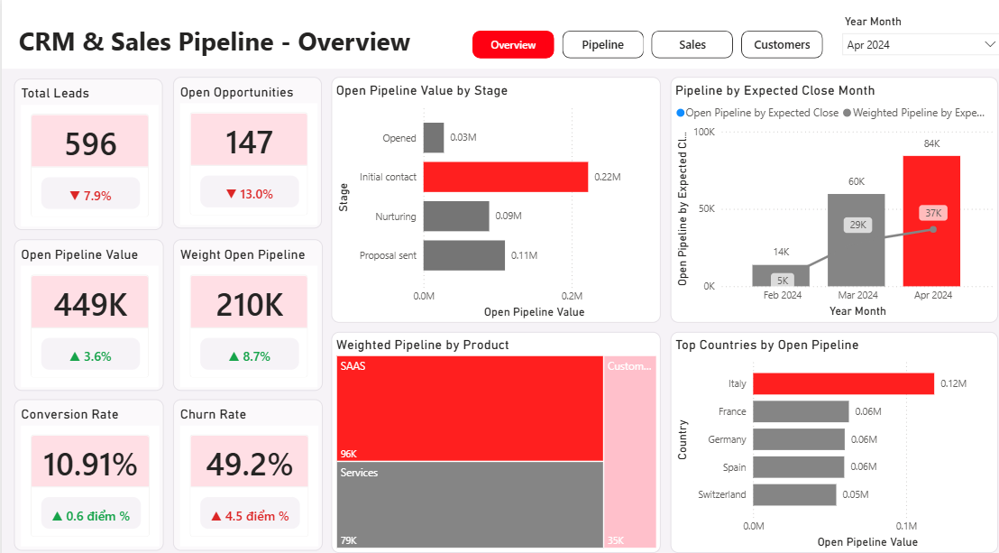 CRM & Sales Pipeline - Overview
Overview
Pipeline
Sales
Customers
Year Month
Apr 2024
Total Leads
596
▼ 7.9%
Open Opportunities
147
▼ 13.0%
Open Pipeline Value
449K
▲ 3.6%
Weight Open Pipeline
210K
▲ 8.7%
Conversion Rate
10.91%
▲ 0.6 điểm %
Churn Rate
49.2%
▲ 4.5 điểm %
Open Pipeline Value by Stage
Stage
Opened
0.03M
Initial contact
0.22M
Nurturing
0.09M
Proposal sent
0.11M
0.0M
0.2M
Open Pipeline Value
Pipeline by Expected Close Month
Open Pipeline by Expected Close
Weighted Pipeline by Expe...
Open Pipeline by Expected Cl...
100K
50K
0K
14K
60K
84K
5K
29K
37K
Feb 2024
Mar 2024
Apr 2024
Year Month
Weighted Pipeline by Product
SAAS
96K
Services
79K
Custom...
35K
Top Countries by Open Pipeline
Country
Italy
0.12M
France
0.06M
Germany
0.06M
Spain
0.06M
Switzerland
0.05M
0.0M
0.1M
Open Pipeline Value